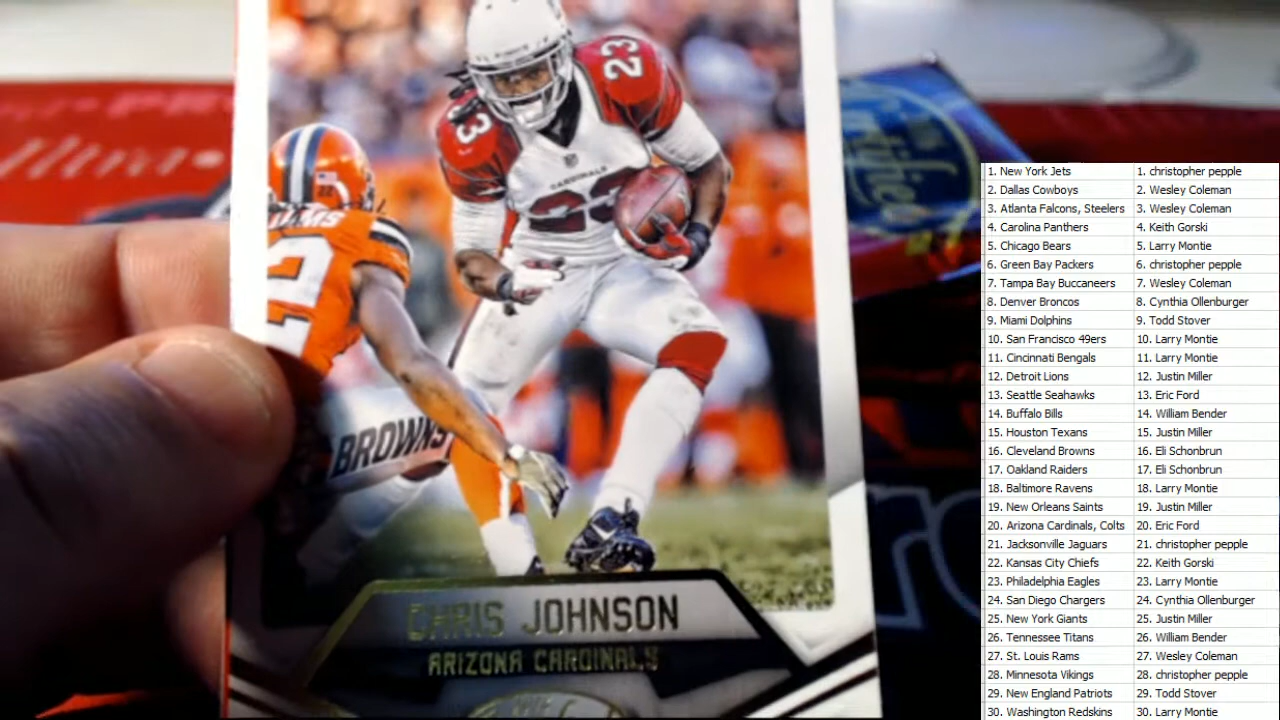 23
3
CARDINALS
23
22
2
BROWNS
CHRIS JOHNSON
ARIZONA CARDINALS
1. New York Jets 1. christopher pepple
2. Dallas Cowboys 2. Wesley Coleman
3. Atlanta Falcons, Steelers 3. Wesley Coleman
4. Carolina Panthers 4. Keith Gorski
5. Chicago Bears 5. Larry Montie
6. Green Bay Packers 6. christopher pepple
7. Tampa Bay Buccaneers 7. Wesley Coleman
8. Denver Broncos 8. Cynthia Ollenburger
9. Miami Dolphins 9. Todd Stover
10. San Francisco 49ers 10. Larry Montie
11. Cincinnati Bengals 11. Larry Montie
12. Detroit Lions 12. Justin Miller
13. Seattle Seahawks 13. Eric Ford
14. Buffalo Bills 14. William Bender
15. Houston Texans 15. Justin Miller
16. Cleveland Browns 16. Eli Schonbrun
17. Oakland Raiders 17. Eli Schonbrun
18. Baltimore Ravens 18. Larry Montie
19. New Orleans Saints 19. Justin Miller
20. Arizona Cardinals, Colts 20. Eric Ford
21. Jacksonville Jaguars 21. christopher pepple
22. Kansas City Chiefs 22. Keith Gorski
23. Philadelphia Eagles 23. Larry Montie
24. San Diego Chargers 24. Cynthia Ollenburger
25. New York Giants 25. Justin Miller
26. Tennessee Titans 26. William Bender
27. St. Louis Rams 27. Wesley Coleman
28. Minnesota Vikings 28. christopher pepple
29. New England Patriots 29. Todd Stover
30. Washington Redskins 30. Larry Montie